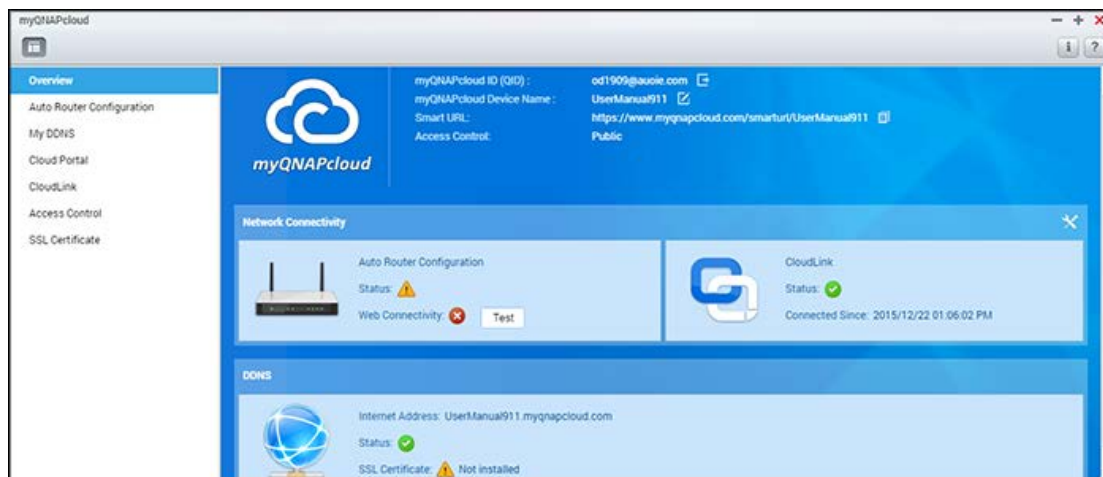 myQNAPcloud
Overview
Auto Router Configuration
My DDNS
Cloud Portal
CloudLink
Access Control
SSL Certificate
myQNAPcloud
myQNAPcloud ID (QID) : od1909@auoie.com
myQNAPcloud Device Name : UserManual911
Smart URL: https://www.myqnapcloud.com/smarturl/UserManual911
Access Control: Public
Network Connectivity
Auto Router Configuration
Status:
Web Connectivity: Test
CloudLink
Status:
Connected Since: 2015/12/22 01:06:02 PM
DDNS
Internet Address: UserManual911.myqnapcloud.com
Status:
SSL Certificate: Not installed